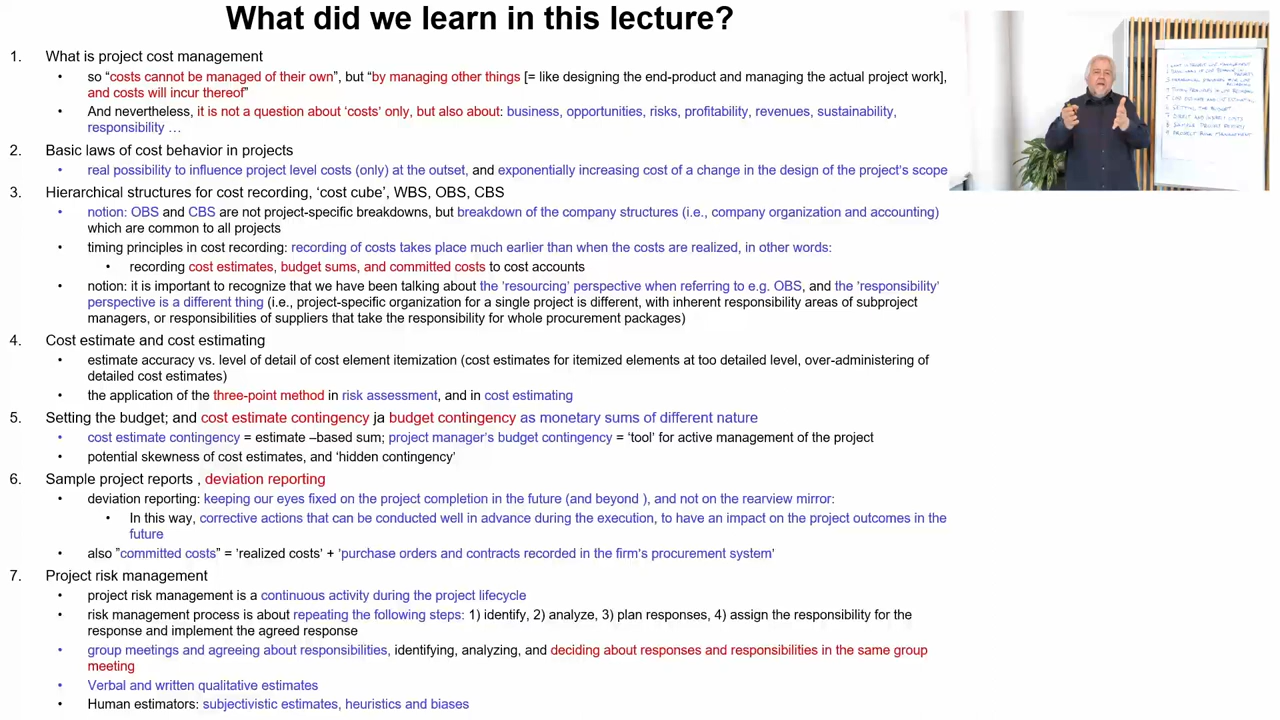 What did we learn in this lecture?
1. What is project cost management
• so “costs cannot be managed of their own”, but “by managing other things [= like designing the end-product and managing the actual project work],
and costs will incur thereof”
• And nevertheless, it is not a question about ‘costs’ only, but also about: business, opportunities, risks, profitability, revenues, sustainability,
responsibility …
2. Basic laws of cost behavior in projects
• real possibility to influence project level costs (only) at the outset, and exponentially increasing cost of a change in the design of the project's scope
3. Hierarchical structures for cost recording, ‘cost cube’, WBS, OBS, CBS
• notion: OBS and CBS are not project-specific breakdowns, but breakdown of the company structures (i.e., company organization and accounting)
which are common to all projects
• timing principles in cost recording: recording of costs takes place much earlier than when the costs are realized, in other words:
• recording cost estimates, budget sums, and committed costs to cost accounts
• notion: it is important to recognize that we have been talking about the ‘resourcing’ perspective when referring to e.g. OBS, and the ‘responsibility’
perspective is a different thing (i.e., project-specific organization for a single project is different, with inherent responsibility areas of subproject
managers, or responsibilities of suppliers that take the responsibility for whole procurement packages)
4. Cost estimate and cost estimating
• estimate accuracy vs. level of detail of cost element itemization (cost estimates for itemized elements at too detailed level, over-administering of
detailed cost estimates)
• the application of the three-point method in risk assessment, and in cost estimating
5. Setting the budget; and cost estimate contingency ja budget contingency as monetary sums of different nature
• cost estimate contingency = estimate –based sum; project manager’s budget contingency = ‘tool’ for active management of the project
• potential skewness of cost estimates, and ‘hidden contingency’
6. Sample project reports , deviation reporting
• deviation reporting: keeping our eyes fixed on the project completion in the future (and beyond ), and not on the rearview mirror:
• In this way, corrective actions that can be conducted well in advance during the execution, to have an impact on the project outcomes in the
future
• also ”committed costs” = ‘realized costs’ + ‘purchase orders and contracts recorded in the firm’s procurement system’
7. Project risk management
• project risk management is a continuous activity during the project lifecycle
• risk management process is about repeating the following steps: 1) identify, 2) analyze, 3) plan responses, 4) assign the responsibility for the
response and implement the agreed response
• group meetings and agreeing about responsibilities, identifying, analyzing, and deciding about responses and responsibilities in the same group
meeting
• Verbal and written qualitative estimates
• Human estimators: subjectivistic estimates, heuristics and biases